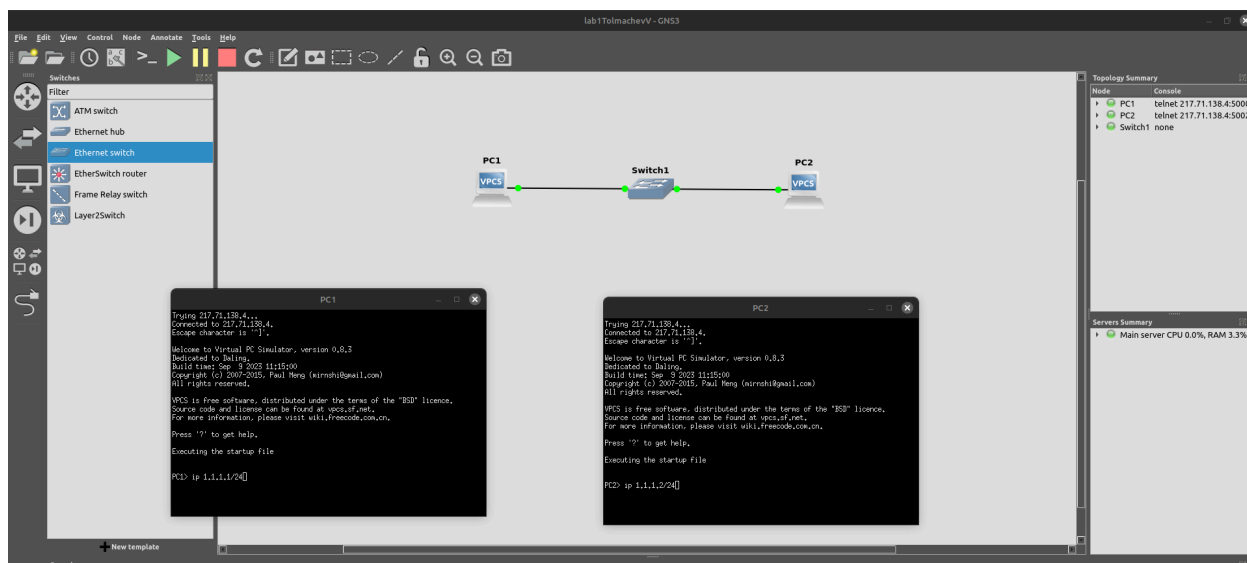 lab1TolmachevV - GNS3
File Edit View Control Node Annotate Tools Help
Switches
Filter
ATM switch
Ethernet hub
Ethernet switch
EtherSwitch router
Frame Relay switch
Layer2Switch
New template
PC1
VPCS
Switch1
PC2
VPCS
PC1
Trying 217.71.138.4...
Connected to 217.71.138.4.
Escape character is '^]'.
Welcome to Virtual PC Simulator, version 0.8.3
Dedicated to Daling.
Build time: Sep 9 2023 11:15:00
Copyright (c) 2007-2015, Paul Meng (mirnshi@gmail.com)
All rights reserved.
VPCS is free software, distributed under the terms of the "BSD" licence.
Source code and license can be found at vpcs.sf.net.
For more information, please visit wiki.freecode.com.cn.
Press '?' to get help.
Executing the startup file
PC1> ip 1.1.1.1/24
PC2
Trying 217.71.138.4...
Connected to 217.71.138.4.
Escape character is '^]'.
Welcome to Virtual PC Simulator, version 0.8.3
Dedicated to Daling.
Build time: Sep 9 2023 11:15:00
Copyright (c) 2007-2015, Paul Meng (mirnshi@gmail.com)
All rights reserved.
VPCS is free software, distributed under the terms of the "BSD" licence.
Source code and license can be found at vpcs.sf.net.
For more information, please visit wiki.freecode.com.cn.
Press '?' to get help.
Executing the startup file
PC2> ip 1.1.1.2/24
Topology Summary
Node Console
PC1 telnet 217.71.138.4:500
PC2 telnet 217.71.138.4:500
Switch1 none
Servers Summary
Main server CPU 0.0%, RAM 3.3%